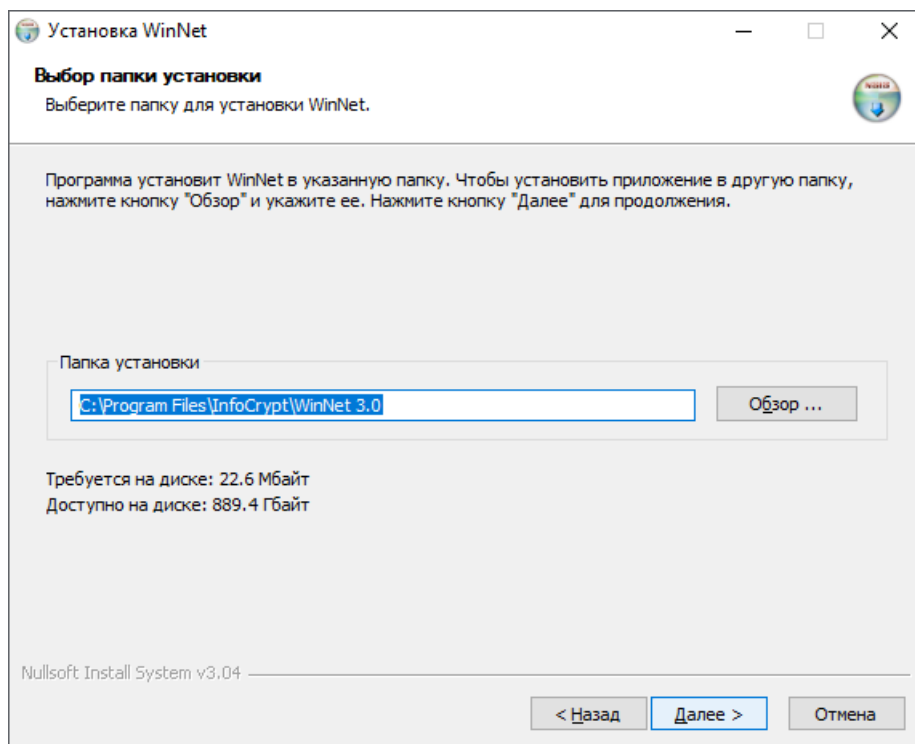 Установка WinNet
Выбор папки установки
Выберите папку для установки WinNet.
Программа установит WinNet в указанную папку. Чтобы установить приложение в другую папку,
нажмите кнопку "Обзор" и укажите ее. Нажмите кнопку "Далее" для продолжения.
Папка установки
C:\Program Files\InfoCrypt\WinNet 3.0
Обзор ...
Требуется на диске: 22.6 Мбайт
Доступно на диске: 889.4 Гбайт
Nullsoft Install System v3.04
< Назад Далее > Отмена